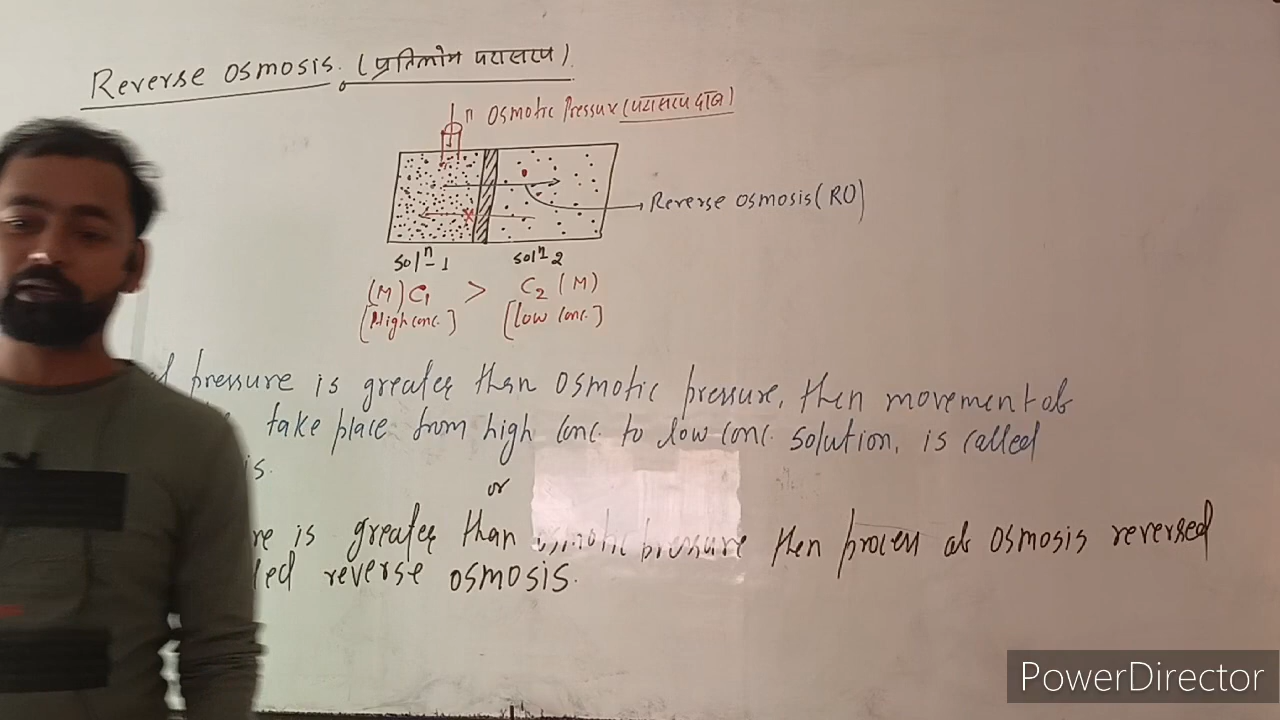 Reverse osmosis. (प्रतिलोम परासरण)
π Osmotic Pressure (परासरण दाब)
Reverse osmosis (RO)
Solⁿ-1 Solⁿ 2
(M) C₁ > C₂ (M)
[High conc.] [low conc.]
pressure is greater than osmotic pressure, then movement of
take place from high conc. to low conc. solution, is called
is.
or
re is greater than osmotic pressure then process of osmosis reversed
led reverse osmosis.
PowerDirector